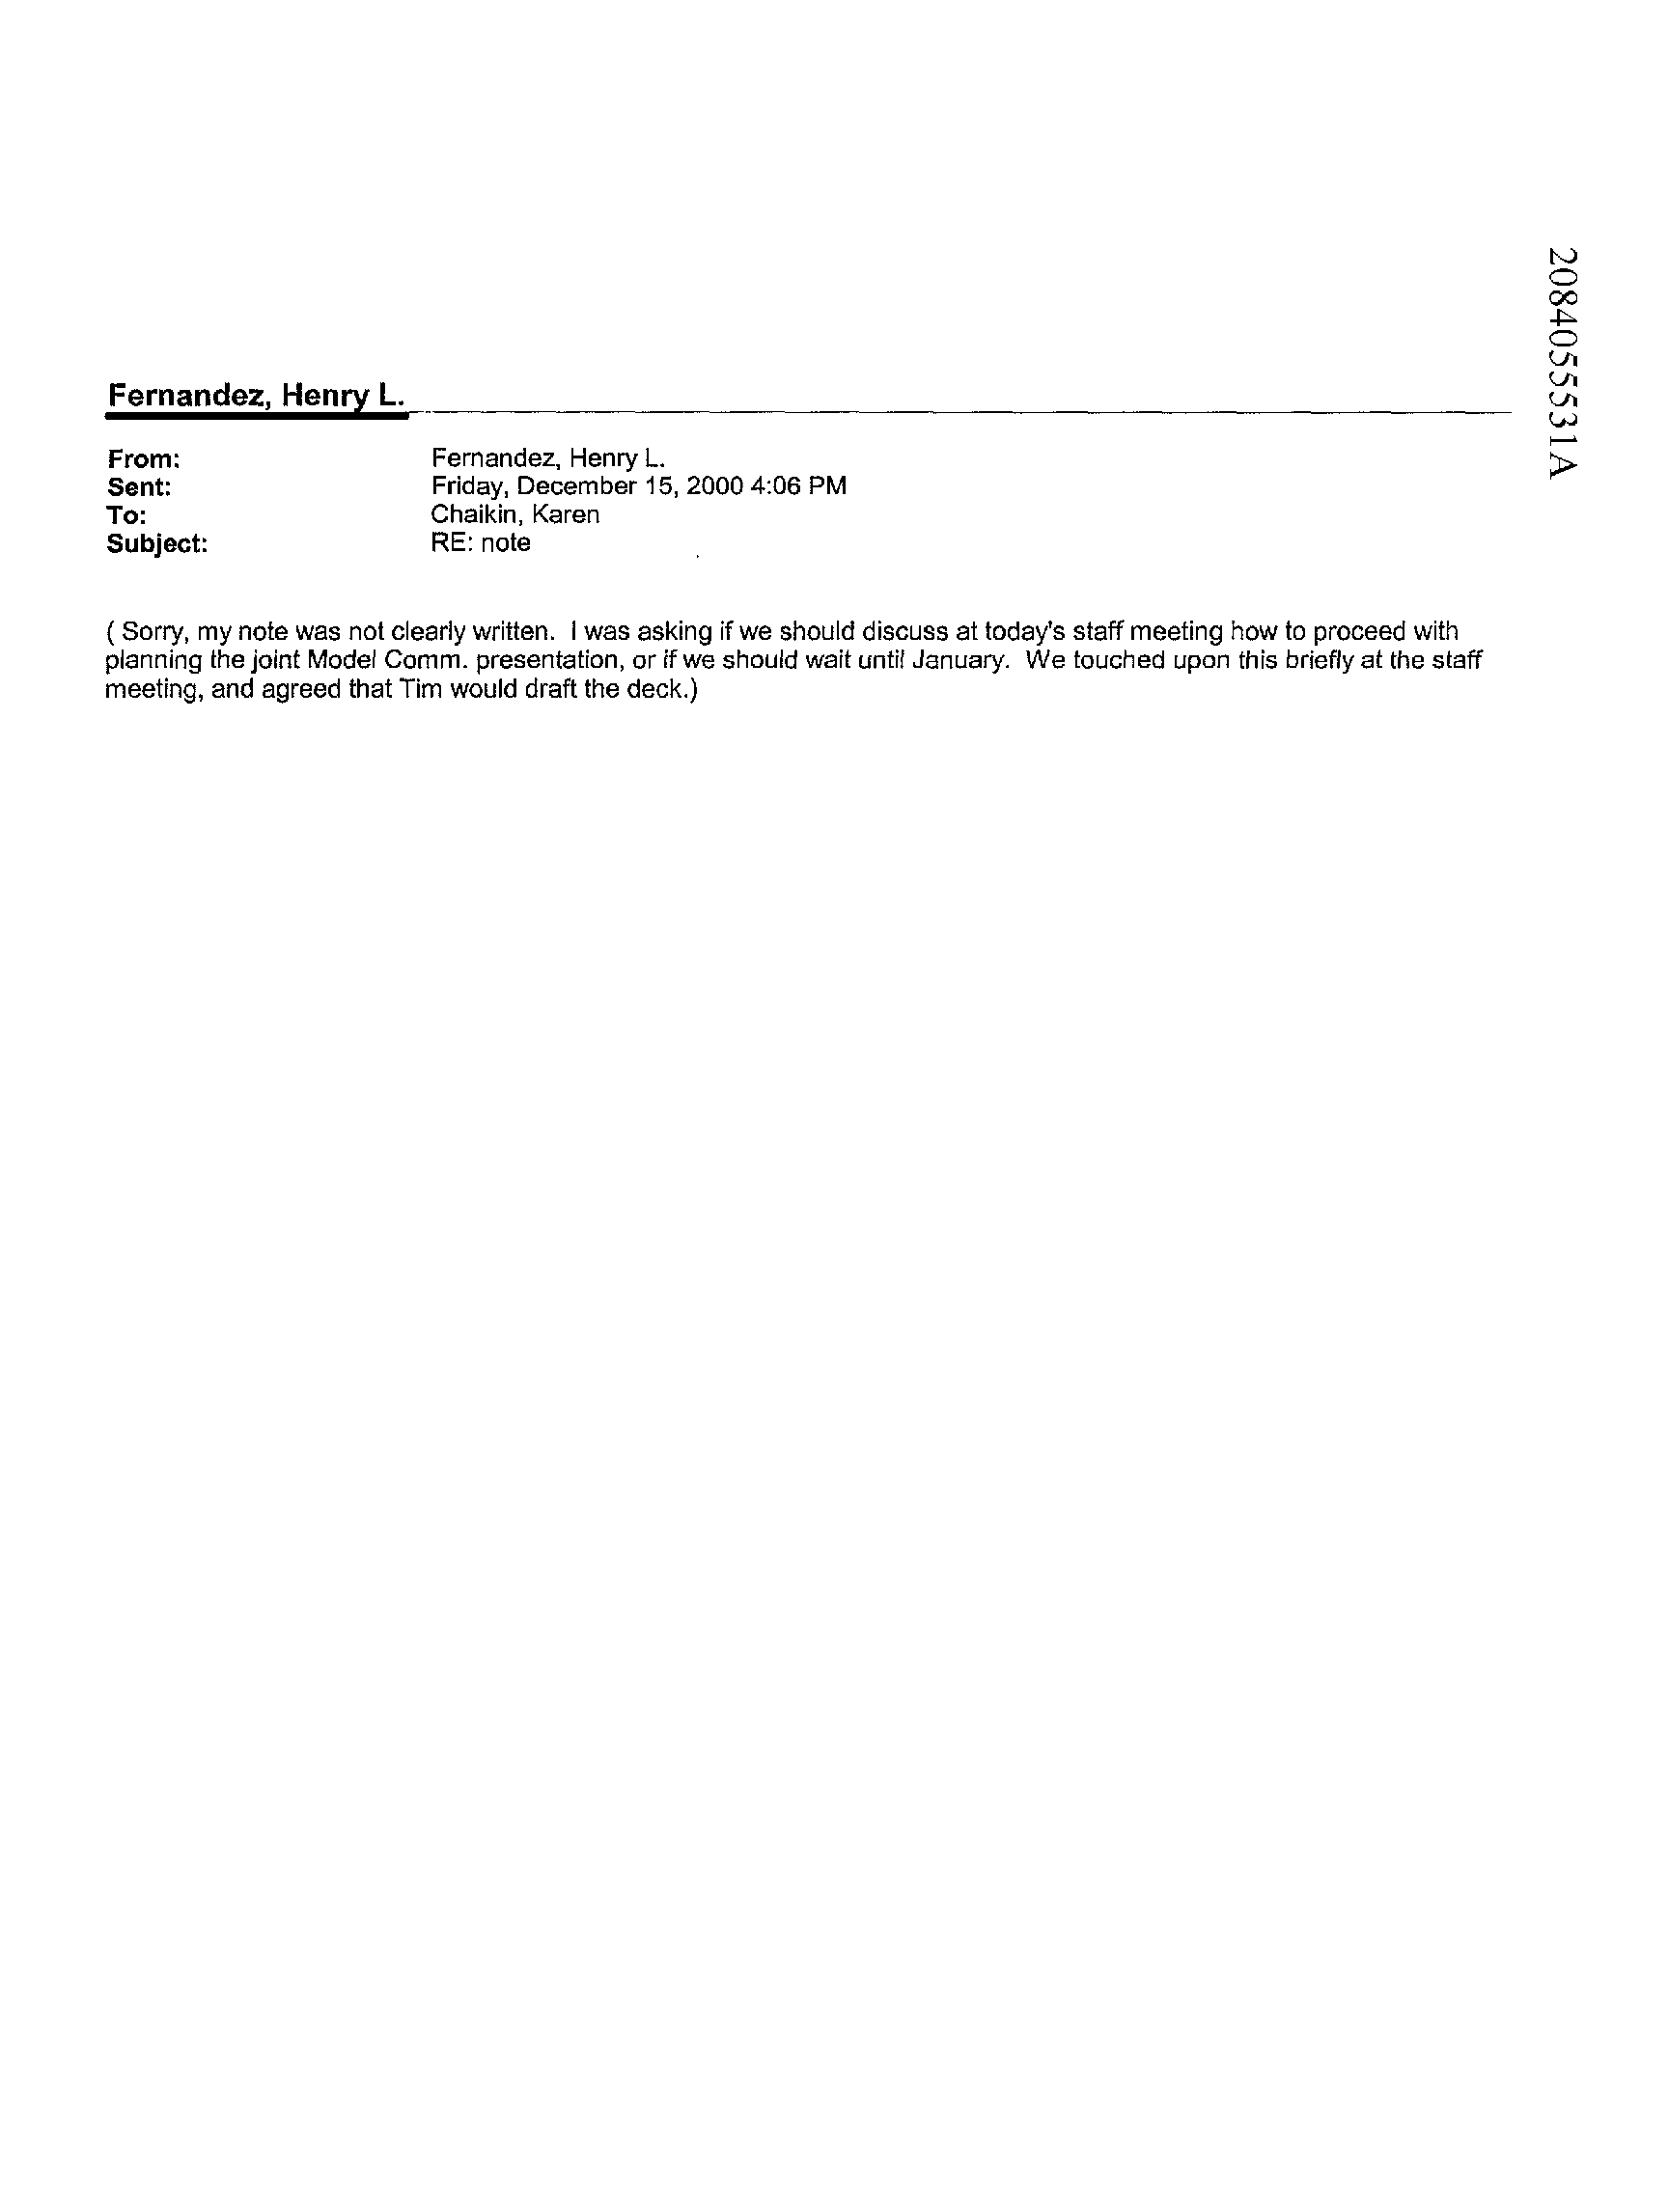 2084055531A
Fernandez, Henry L.
From: Fernandez, Henry L.
Sent: Friday, December 15, 2000 4:06 PM
To: Chaikin, Karen
Subject: RE: note
( Sorry, my note was not clearly written.  I was asking if we should discuss at today's staff meeting how to proceed with
planning the joint Model Comm. presentation, or if we should wait until January.  We touched upon this briefly at the staff
meeting, and agreed that Tim would draft the deck.)